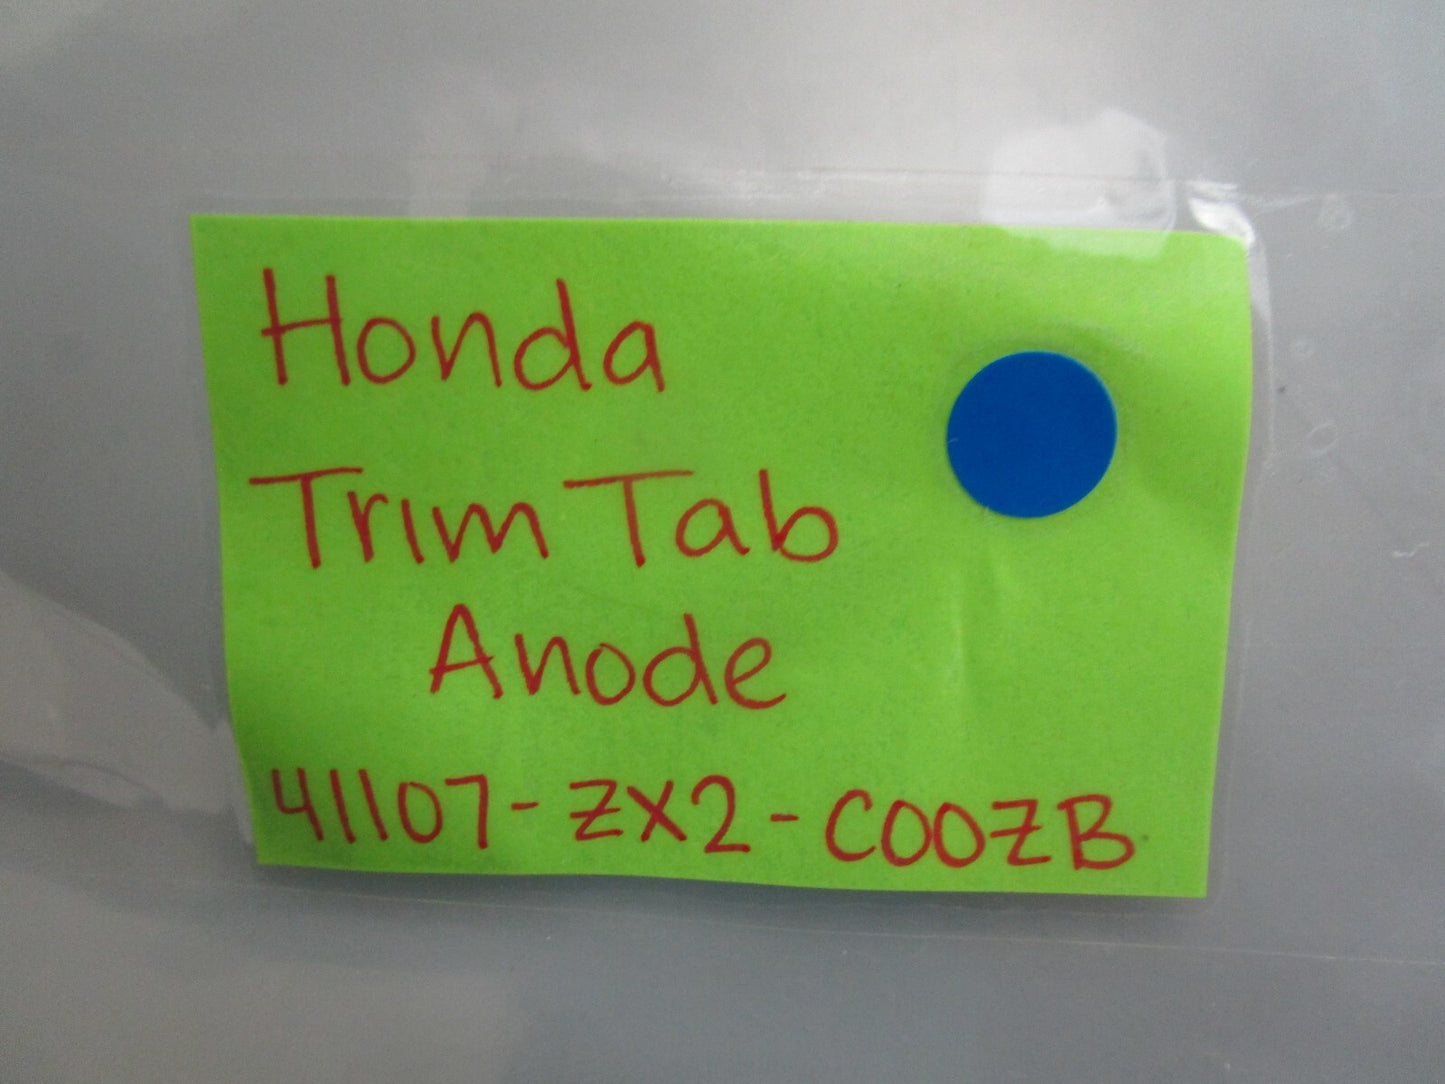 Honda
Trim Tab
Anode
41107-ZX2-C00ZB